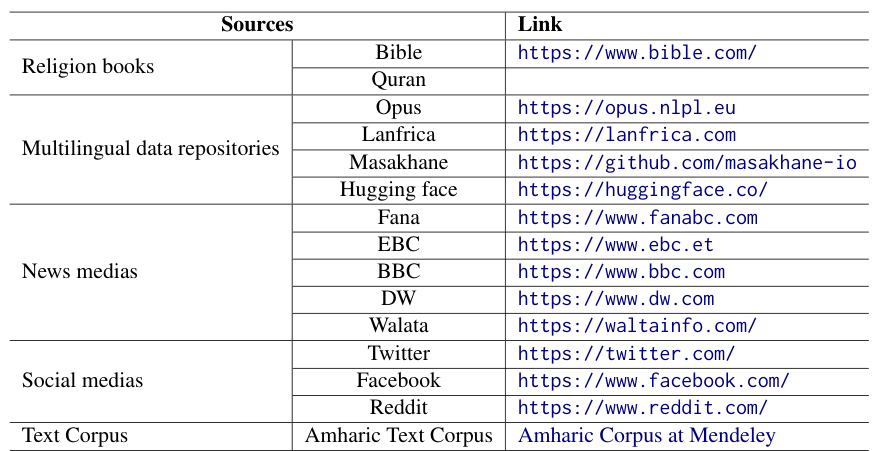 Sources Link
Religion books
Bible https://www.bible.com/
Quran
Multilingual data repositories
Opus https://opus.nlpl.eu
Lanfrica https://lanfrica.com
Masakhane https://github.com/masakhane-io
Hugging face https://huggingface.co/
News medias
Fana https://www.fanabc.com
EBC https://www.ebc.et
BBC https://www.bbc.com
DW https://www.dw.com
Walata https://waltainfo.com/
Social medias
Twitter https://twitter.com/
Facebook https://www.facebook.com/
Reddit https://www.reddit.com/
Text Corpus Amharic Text Corpus Amharic Corpus at Mendeley